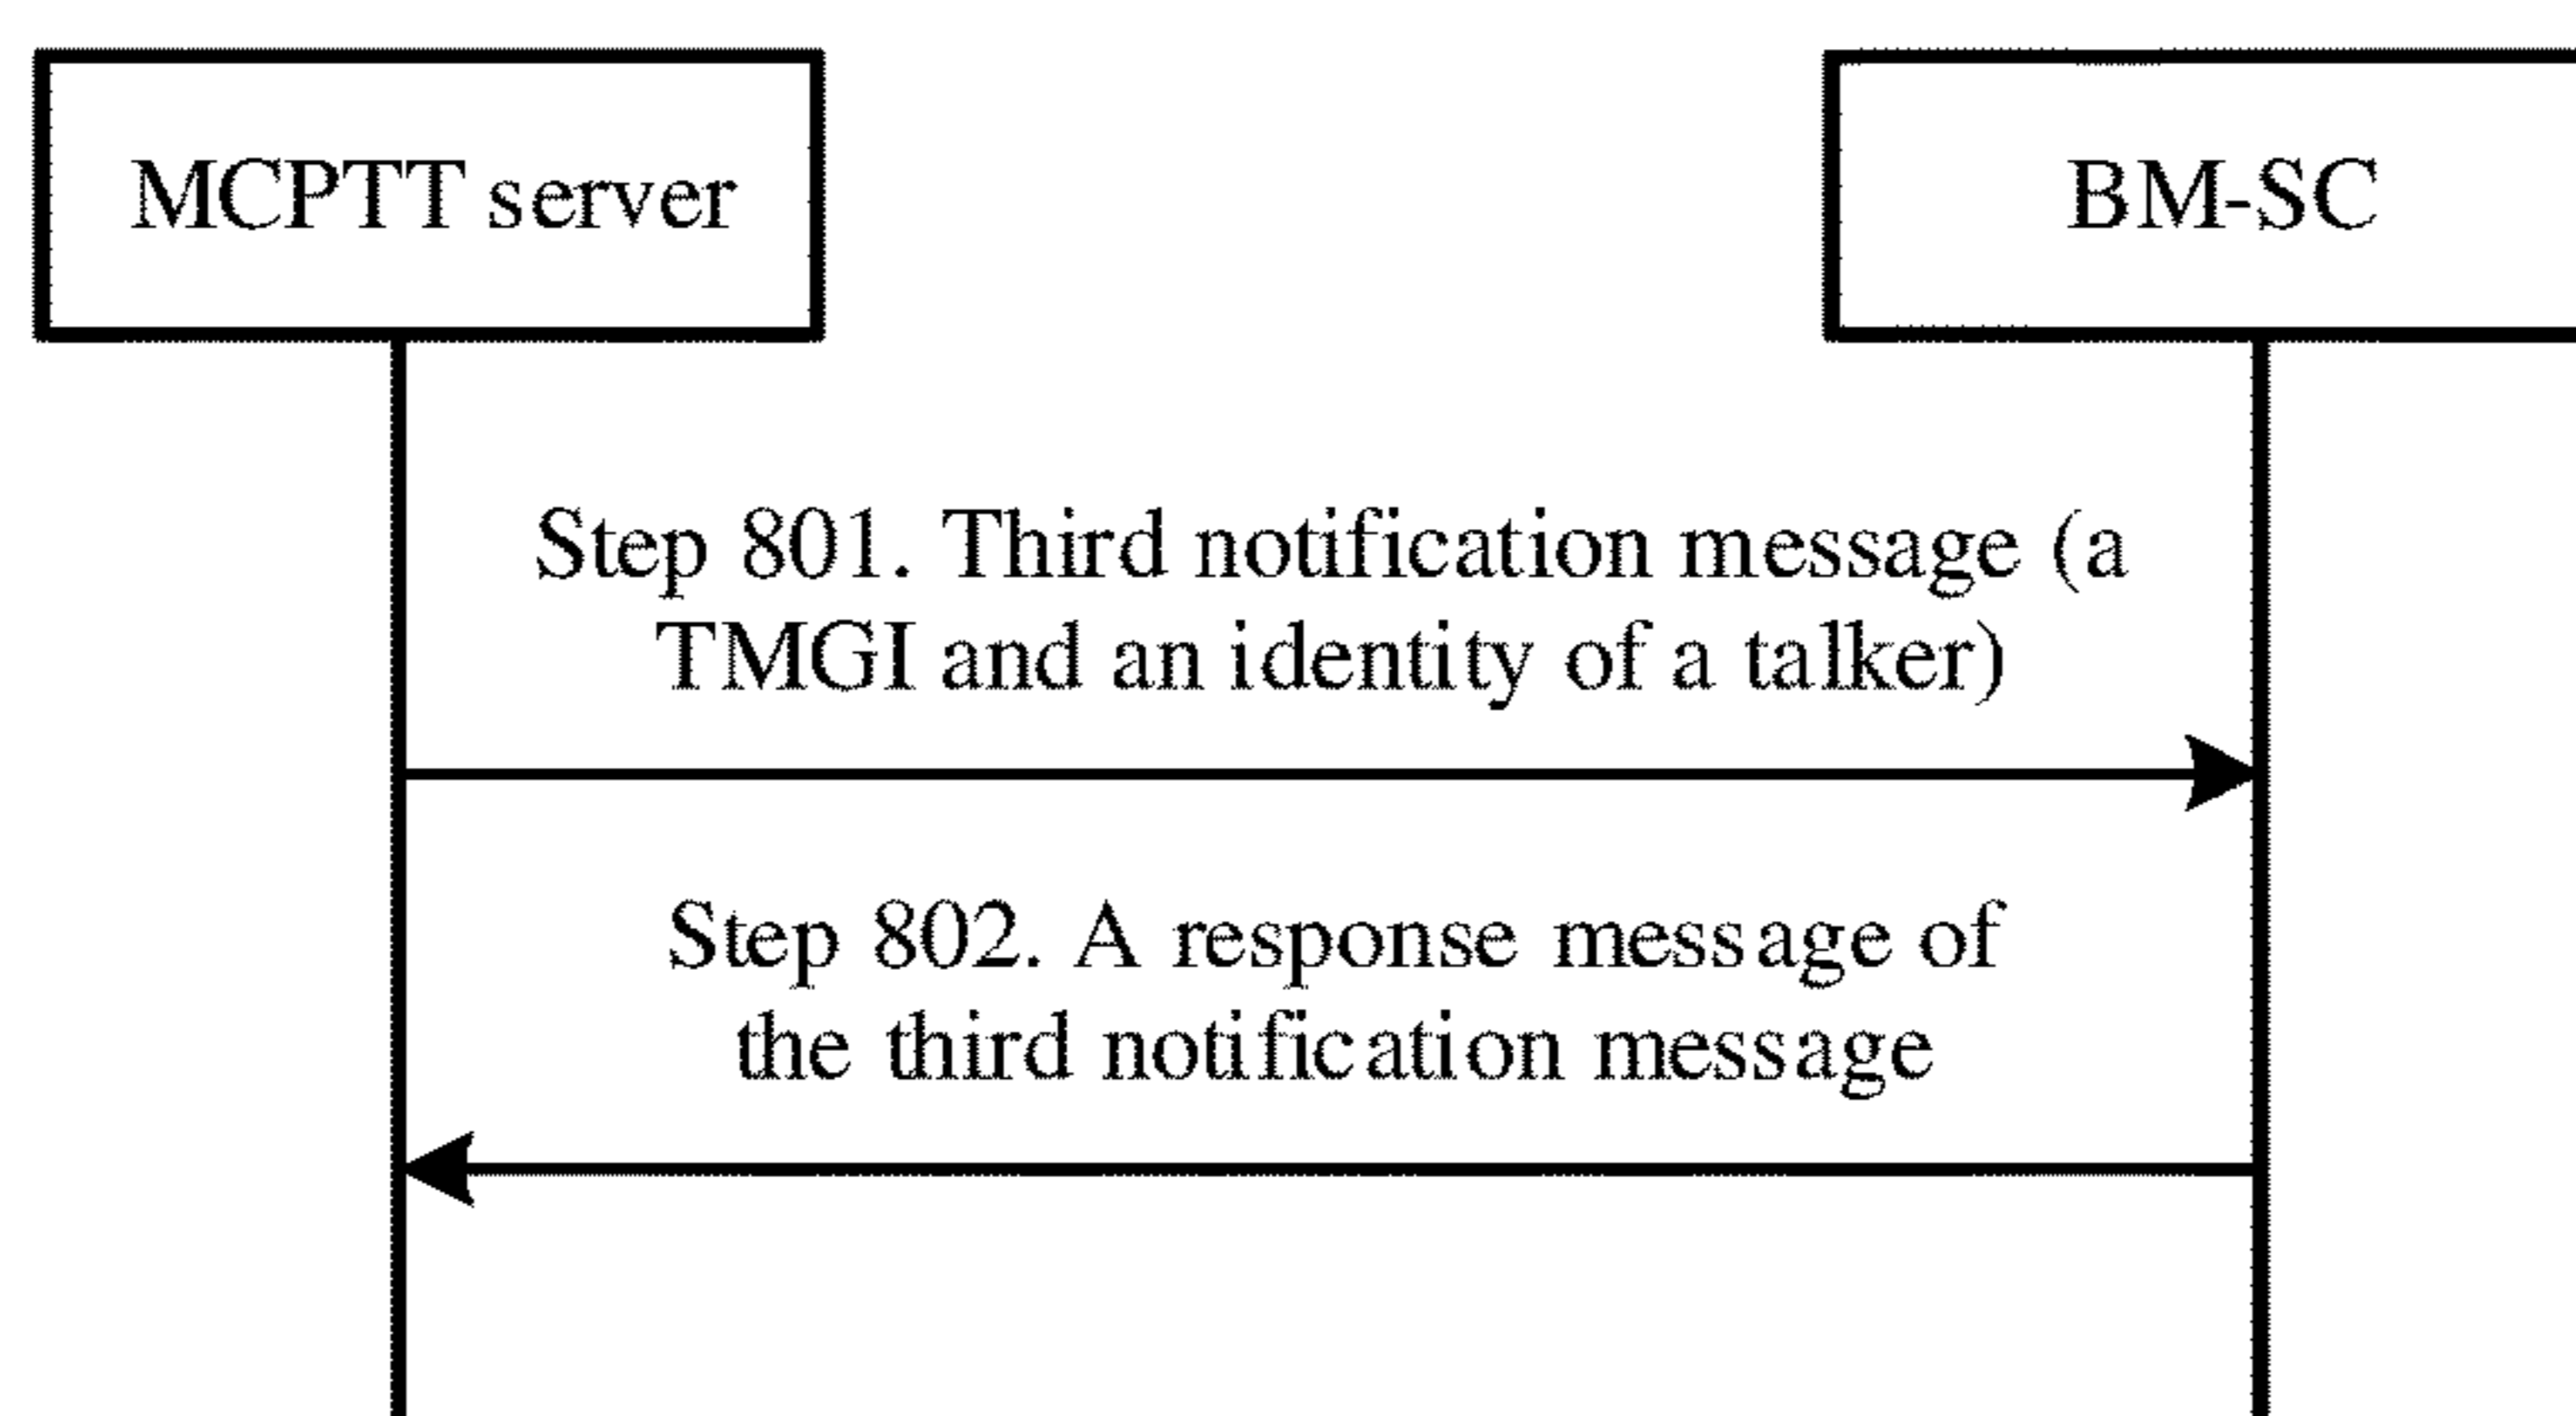 MCPTT server
BM-SC
Step 801. Third notification message (a
TMGI and an identity of a talker)
Step 802. A response message of
the third notification message